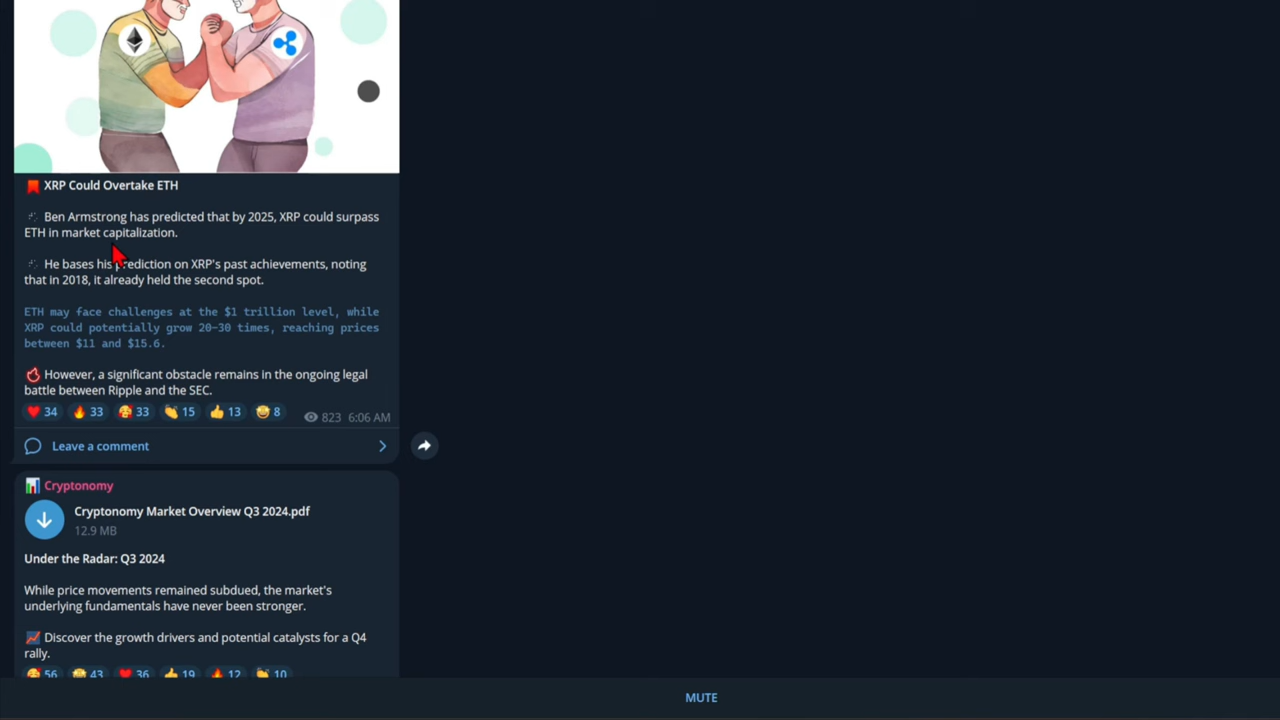 XRP Could Overtake ETH
Ben Armstrong has predicted that by 2025, XRP could surpass
ETH in market capitalization.
He bases his prediction on XRP's past achievements, noting
that in 2018, it already held the second spot.
ETH may face challenges at the $1 trillion level, while
XRP could potentially grow 20–30 times, reaching prices
between $11 and $15.6.
However, a significant obstacle remains in the ongoing legal
battle between Ripple and the SEC.
34 33 33 15 13 8 823 6:06 AM
Leave a comment
Cryptonomy
Cryptonomy Market Overview Q3 2024.pdf
12.9 MB
Under the Radar: Q3 2024
While price movements remained subdued, the market's
underlying fundamentals have never been stronger.
Discover the growth drivers and potential catalysts for a Q4
rally.
56 43 36 19 12 10
MUTE